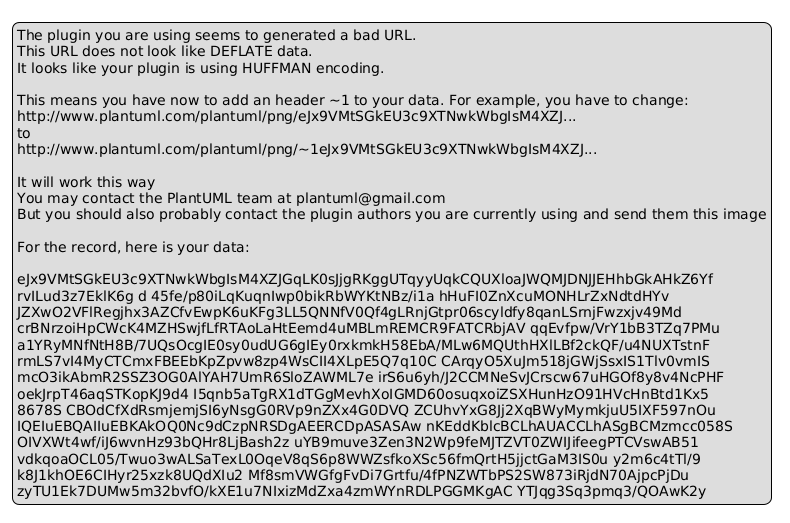 The plugin you are using seems to generated a bad URL.
This URL does not look like DEFLATE data.
It looks like your plugin is using HUFFMAN encoding.
This means you have now to add an header ~1 to your data. For example, you have to change:
http://www.plantuml.com/plantuml/png/eJx9VMtSGkEU3c9XTNwkWbgIsM4XZJ...
to
http://www.plantuml.com/plantuml/png/~1eJx9VMtSGkEU3c9XTNwkWbgIsM4XZJ...
It will work this way
You may contact the PlantUML team at plantuml@gmail.com
But you should also probably contact the plugin authors you are currently using and send them this image
For the record, here is your data:
eJx9VMtSGkEU3c9XTNwkWbgIsM4XZJGqLK0sJjgRKggUTqyyUqkCQUXloaJWQMJDNJJEHhbGkAHkZ6Yf
rvILud3z7EklK6g d 45fe/p80iLqKuqnIwp0bikRbWYKtNBz/i1a hHuFI0ZnXcuMONHLrZxNdtdHYv
JZXwO2VFlRegjhx3AZCfvEwpK6uKFg3LL5QNNfV0Qf4gLRnjGtpr06scyldfy8qanLSmjFwzxjv49Md
crBNrzoiHpCWcK4MZHSwjfLfRTAoLaHtEemd4uMBLmREMCR9FATCRbjAV qqEvfpw/VrY1bB3TZq7PMu
a1YRyMNfNtH8B/7UQsOcgIE0sy0udUG6gIEy0rxkmkH58EbA/MLw6MQUthHXlLBf2ckQF/u4NUXTstnF
rmLS7vI4MyCTCmxFBEEbKpZpvw8zp4WsCII4XLpE5Q7q10C CArqyO5XuJm518jGWjSsxIS1Tlv0vmIS
mcO3ikAbmR2SSZ3OG0AlYAH7UmR6SloZAWML7e irS6u6yh/J2CCMNeSvJCrscw67uHGOf8y8v4NcPHF
oekJrpT46aqSTKopKJ9d4 I5qnb5aTgRX1dTGgMevhXoIGMD60osuqxoiZSXHunHzO91HVcHnBtd1Kx5
8678S CBOdCfXdRsmjemjSI6yNsgG0RVp9nZXx4G0DVQ ZCUhvYxG8Jj2XqBWyMymkjuU5IXF597nOu
IQEIuEBQAIIuEBKAkOQ0Nc9dCzpNRSDgAEERCDpASASAw nKEddKbIcBCLhAUACCLhASgBCMzmcc058S
OIVXWt4wf/iJ6wvnHz93bQHr8LjBash2z uYB9muve3Zen3N2Wp9feMJTZVT0ZWIJifeegPTCVswAB51
vdkqoaOCL05/Twuo3wALSaTexL0OqeV8qS6p8WWZsfkoXSc56fmQrtH5jjctGaM3IS0u y2m6c4tTl/9
k8J1khOE6CIHyr25xzk8UQdXIu2 Mf8smVWGfgFvDi7Grtfu/4fPNZWTbPS2SW873iRjdN70AjpcPjDu
zyTU1Ek7DUMw5m32bvfO/kXE1u7NIxizMdZxa4zmWYnRDLPGGMKgAC YTJqg3Sq3pmq3/QOAwK2y